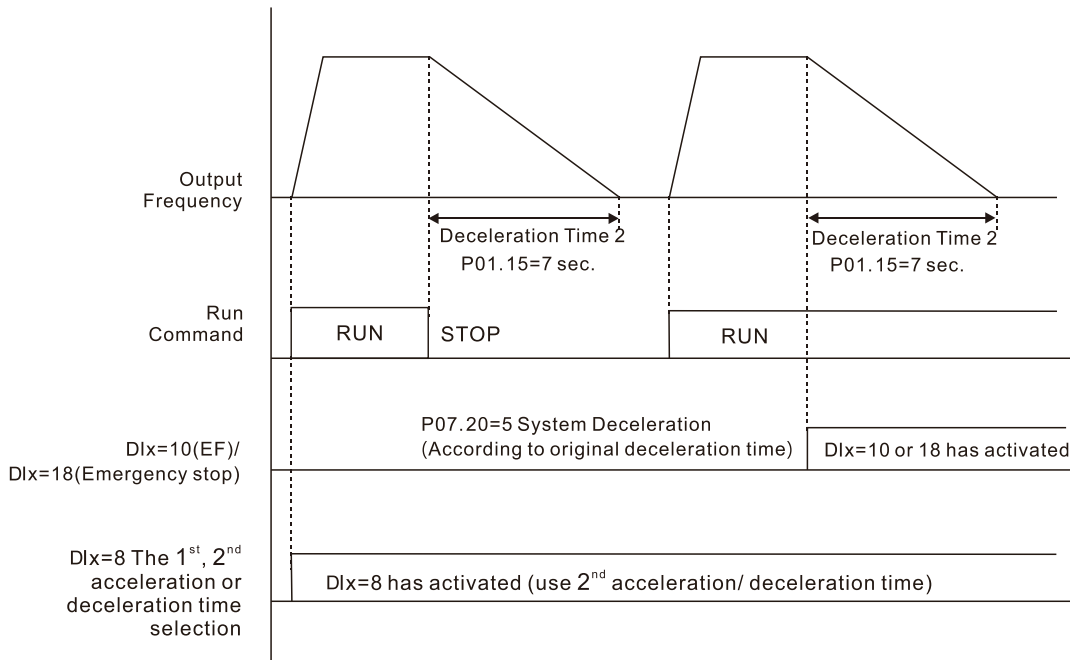 Output
Frequency
Deceleration Time 2
P01.15=7 sec.
Deceleration Time 2
P01.15=7 sec.
Run
Command
RUN
STOP
RUN
P07.20=5 System Deceleration
(According to original deceleration time)
DIx=10(EF)/
DIx=18(Emergency stop)
DIx=10 or 18 has activated
DIx=8 The 1st, 2nd
acceleration or
deceleration time
selection
DIx=8 has activated (use 2nd acceleration/ deceleration time)